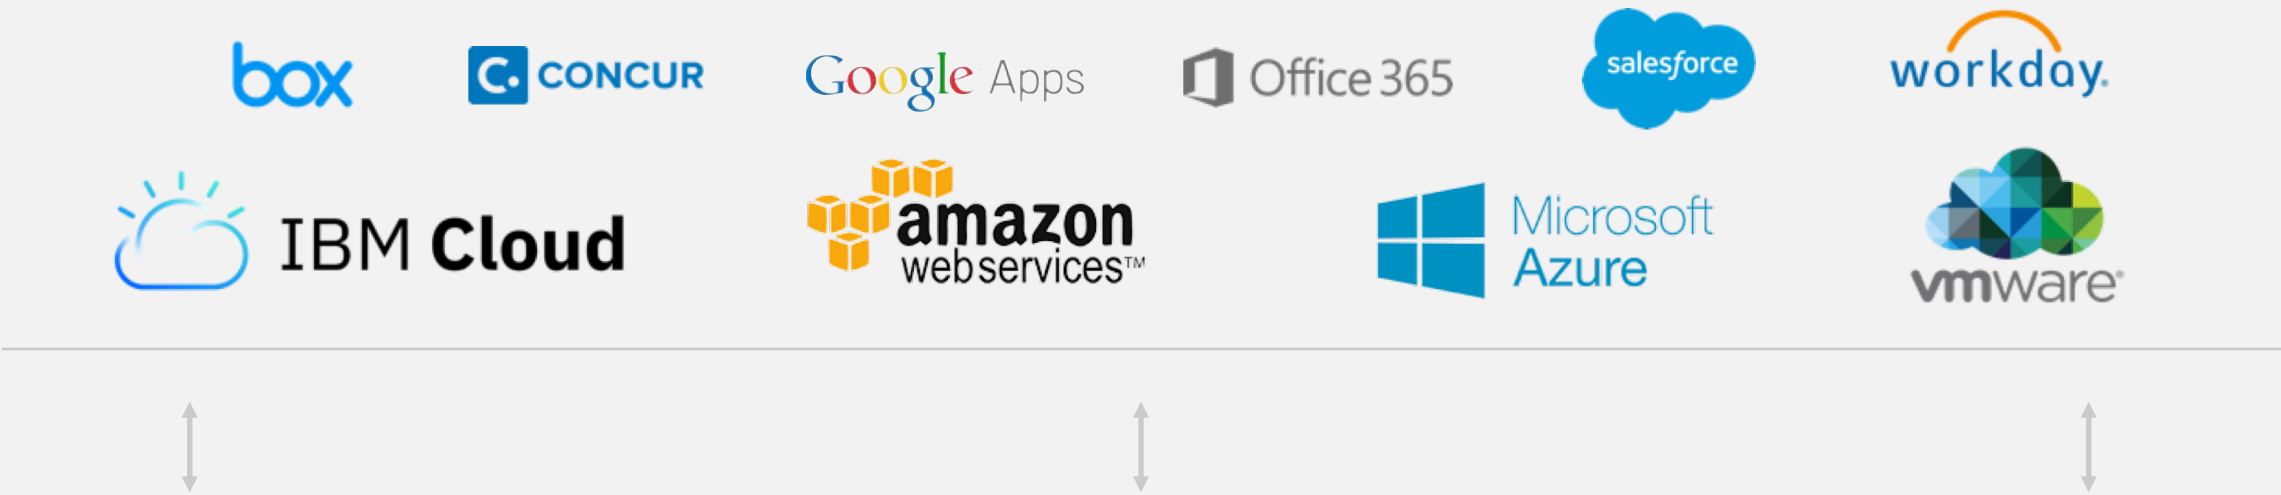 box
C. CONCUR
Google Apps
Office 365
salesforce
workday.
IBM Cloud
amazon
webservices™
Microsoft
Azure
vmware®